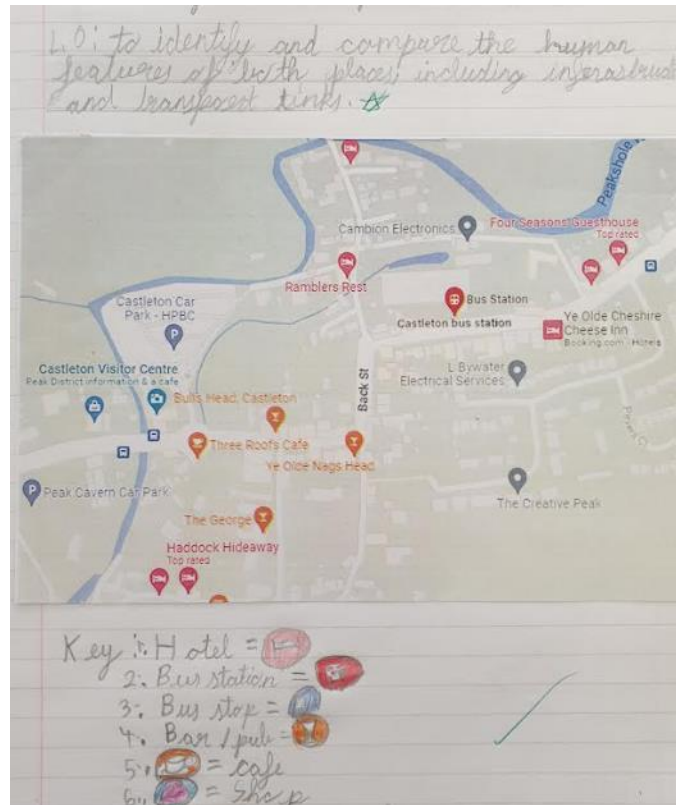 L.O: to identify and compare the human
features of both places including
and transport links.
Peakshole
Cambion Electronics
Four Seasons Guesthouse
Top rated
Ramblers Rest
Castleton Car
Park - HPBC
Bus Station
Castleton bus station
Ye Olde Cheshire
Cheese Inn
Booking.com · Hotels
Castleton Visitor Centre
Peak District information & a cafe
L Bywater
Electrical Services
Back St
Bulls Head, Castleton
Three Roofs Cafe
Ye Olde Nags Head
Peak Cavern Car Park
The Creative Peak
The George
Haddock Hideaway
Top rated
Key 1. Hotel =
2. Bus station =
3. Bus stop =
4. Bar / pub =
5. = cafe
6. = Shop